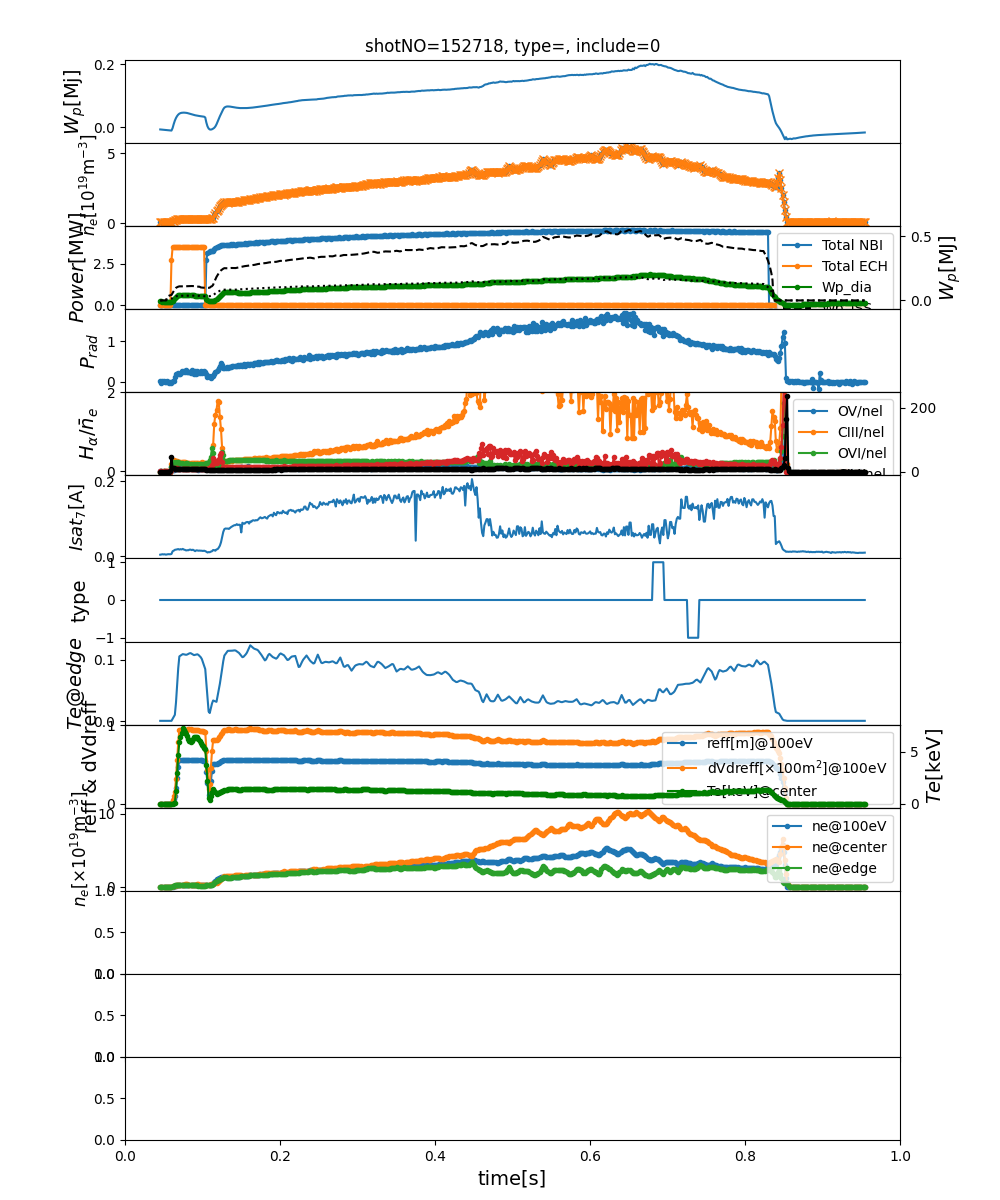 shotNO=152718, type=, include=0
W_p[MJ]
0.2
0.0
n_e[10^19m^-3]
5
0
Power[MW]
2.5
0.0
Total NBI
Total ECH
Wp_dia
0.5
0.0
W_p[MJ]
P_rad
1
0
H_α/n̄_e
2
0
OV/nel
CIII/nel
OVI/nel
200
0
Isat_7[A]
0.2
0.0
type
1
0
−1
Te@edge
0.1
0.0
reff & dVdreff
1
0
reff[m]@100eV
dVdreff[×100m^2]@100eV
Te[keV]@center
5
0
Te[keV]
n_e[×10^19m^-3]
10
0
ne@100eV
ne@center
ne@edge
1.0
0.5
0.0
1.0
0.5
0.0
1.0
0.5
0.0
0.0
0.2
0.4
0.6
0.8
1.0
time[s]